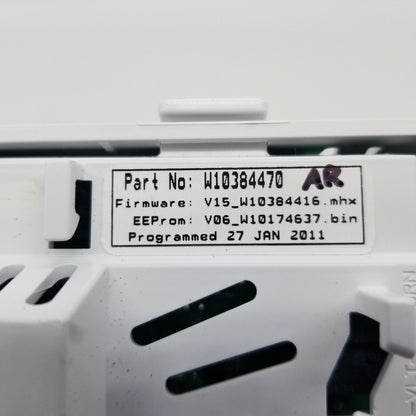 Part No: W10384470 AR
Firmware: V15_W10384416.mhx
EEProm: V06_W10174637.bin
Programmed 27 JAN 2011